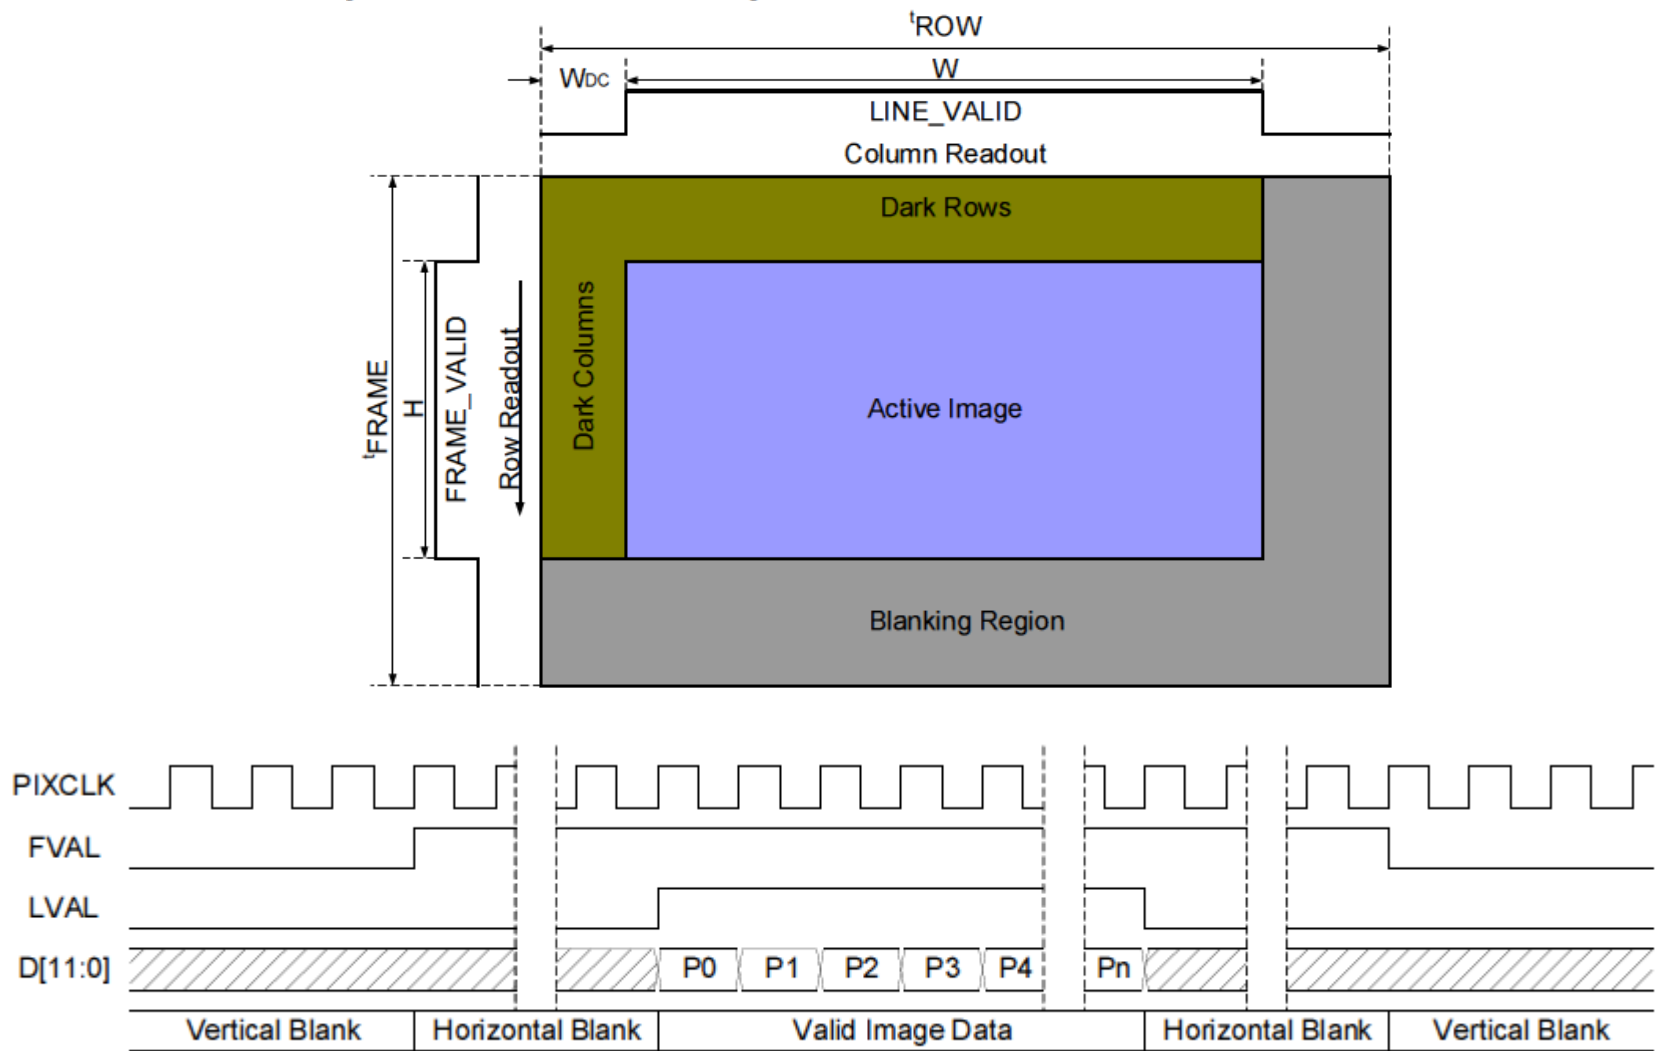 tROW
WDC
W
LINE_VALID
Column Readout
Dark Rows
tFRAME
H
FRAME_VALID
Row Readout
Dark Columns
Active Image
Blanking Region
PIXCLK
FVAL
LVAL
D[11:0] P0 P1 P2 P3 P4 Pn
Vertical Blank Horizontal Blank Valid Image Data Horizontal Blank Vertical Blank